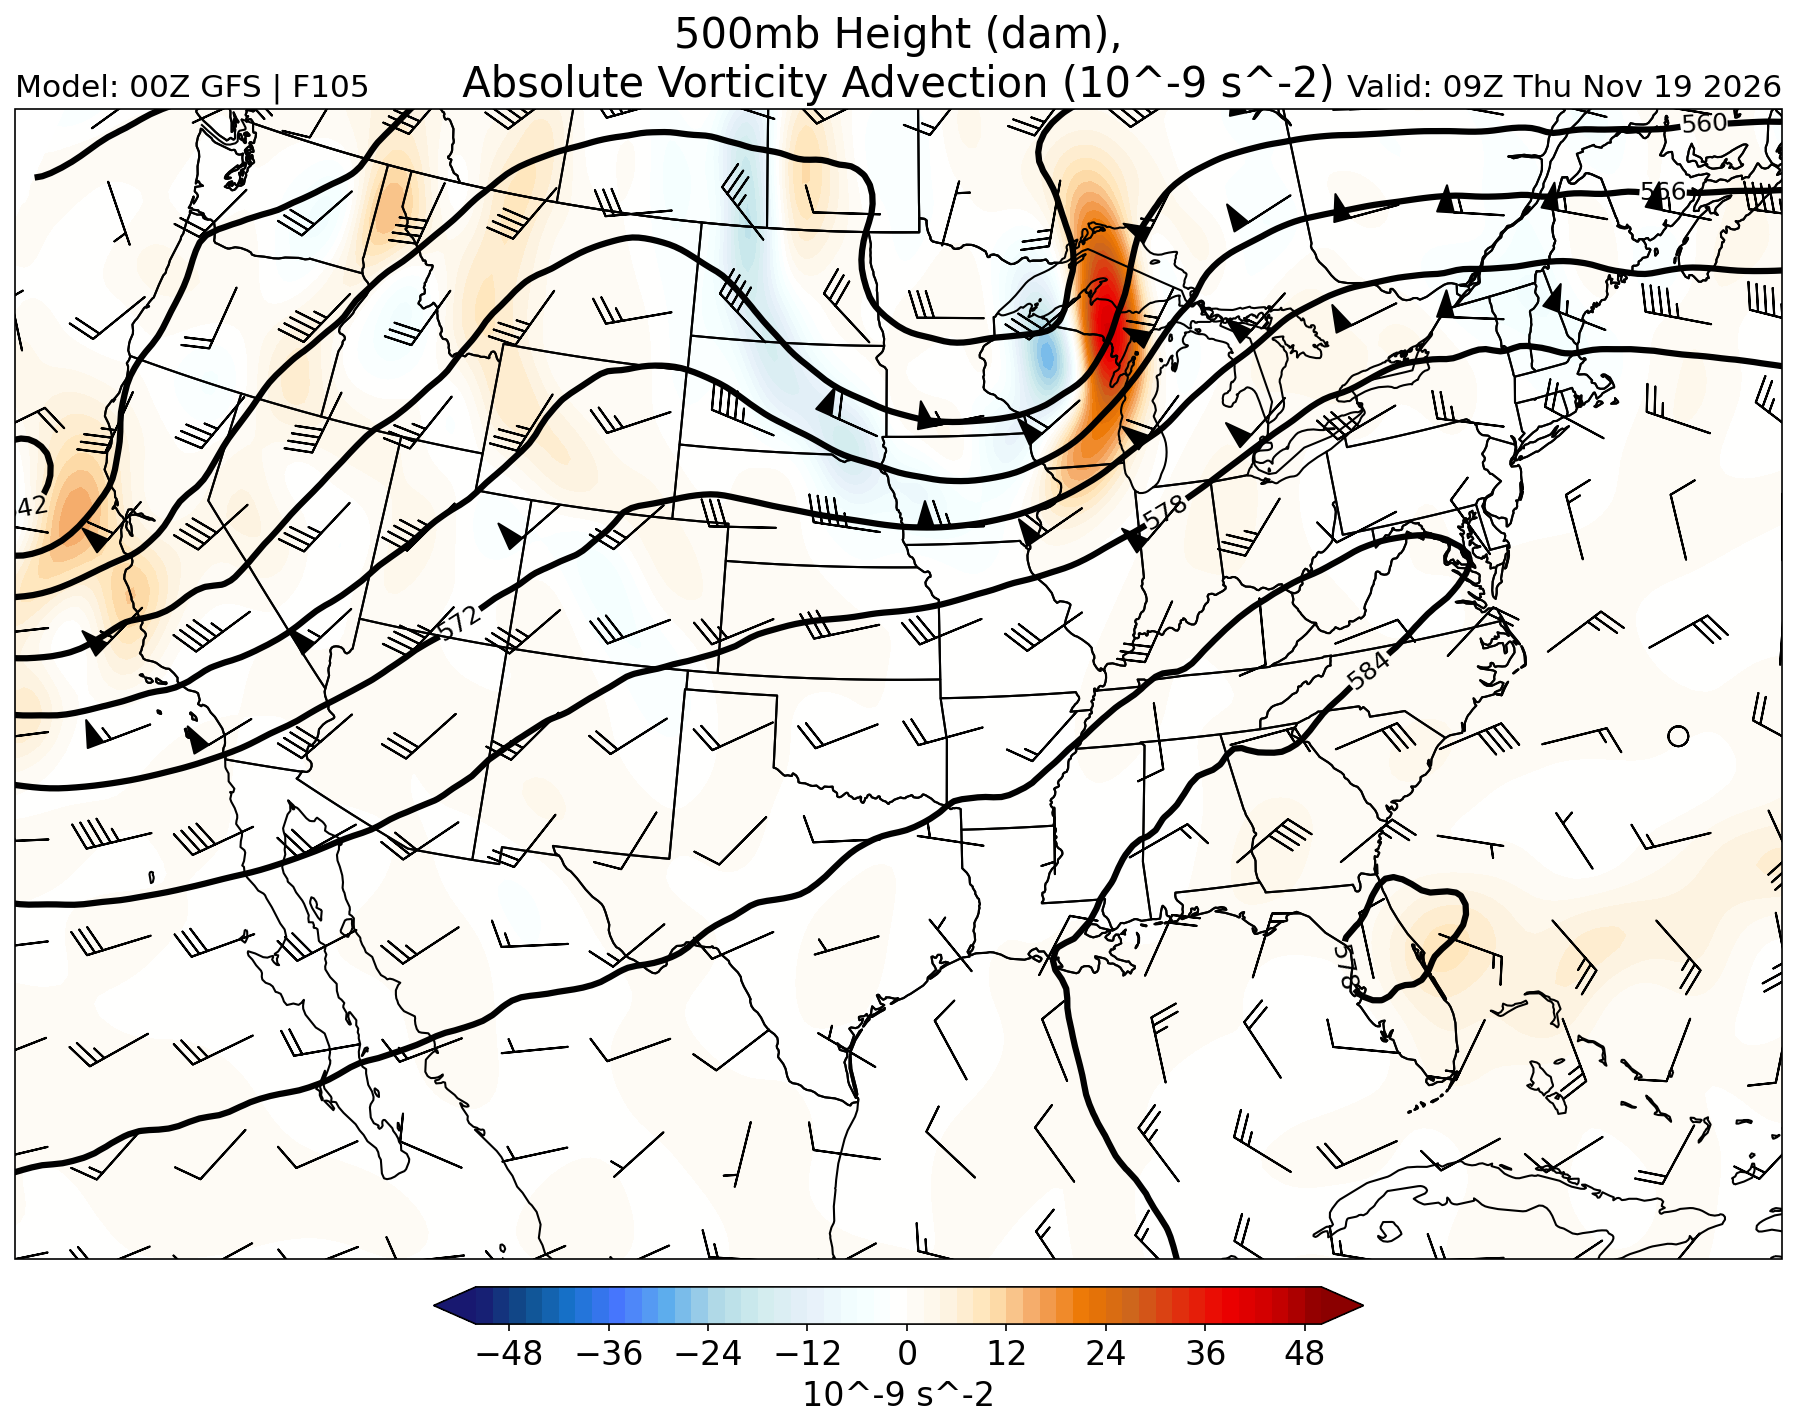 500mb Height (dam),
Model: 00Z GFS | F105
Absolute Vorticity Advection (10^-9 s^-2)
Valid: 09Z Thu Nov 19 2026
560
566
42
578
572
584
578
−48 −36 −24 −12 0 12 24 36 48
10^-9 s^-2